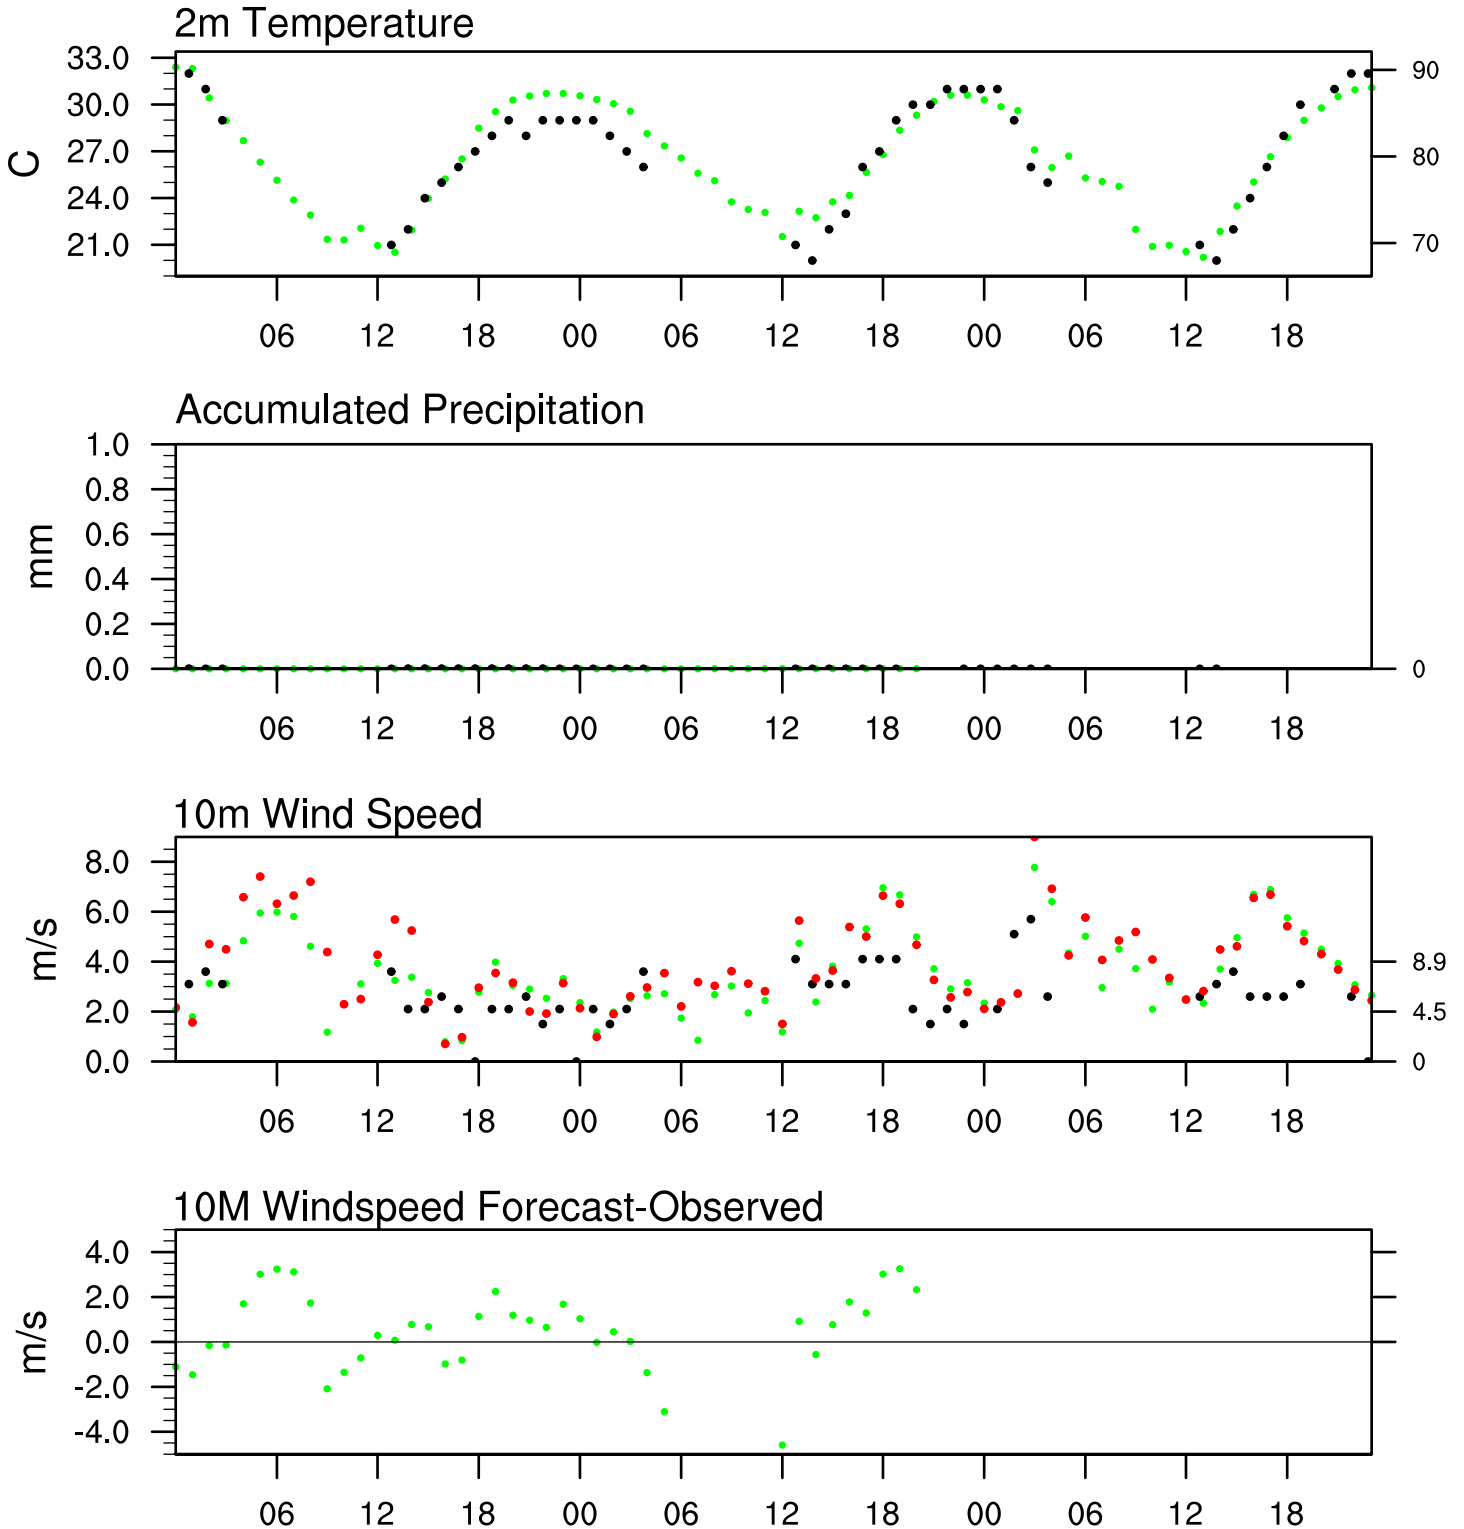 2m Temperature
33.0
30.0
27.0
24.0
21.0
C
90
80
70
06 12 18 00 06 12 18 00 06 12 18
Accumulated Precipitation
1.0
0.8
0.6
0.4
0.2
0.0
mm
0
06 12 18 00 06 12 18 00 06 12 18
10m Wind Speed
8.0
6.0
4.0
2.0
0.0
m/s
8.9
4.5
0
06 12 18 00 06 12 18 00 06 12 18
10M Windspeed Forecast-Observed
4.0
2.0
0.0
-2.0
-4.0
m/s
06 12 18 00 06 12 18 00 06 12 18